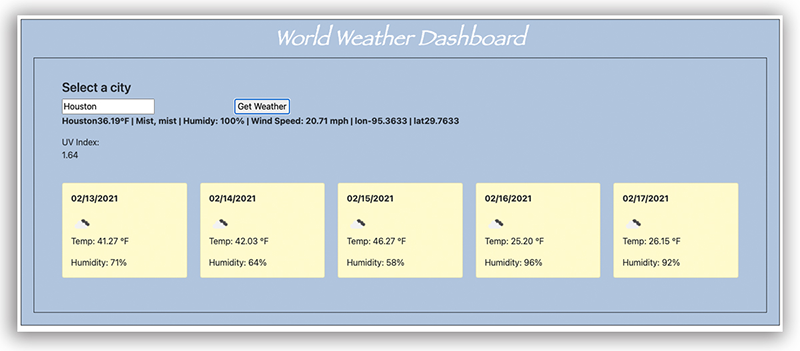 World Weather Dashboard
Select a city
Houston
Get Weather
Houston36.19°F | Mist, mist | Humidy: 100% | Wind Speed: 20.71 mph | lon-95.3633 | lat29.7633
UV Index:
1.64
02/13/2021
Temp: 41.27 °F
Humidity: 71%
02/14/2021
Temp: 42.03 °F
Humidity: 64%
02/15/2021
Temp: 46.27 °F
Humidity: 58%
02/16/2021
Temp: 25.20 °F
Humidity: 96%
02/17/2021
Temp: 26.15 °F
Humidity: 92%